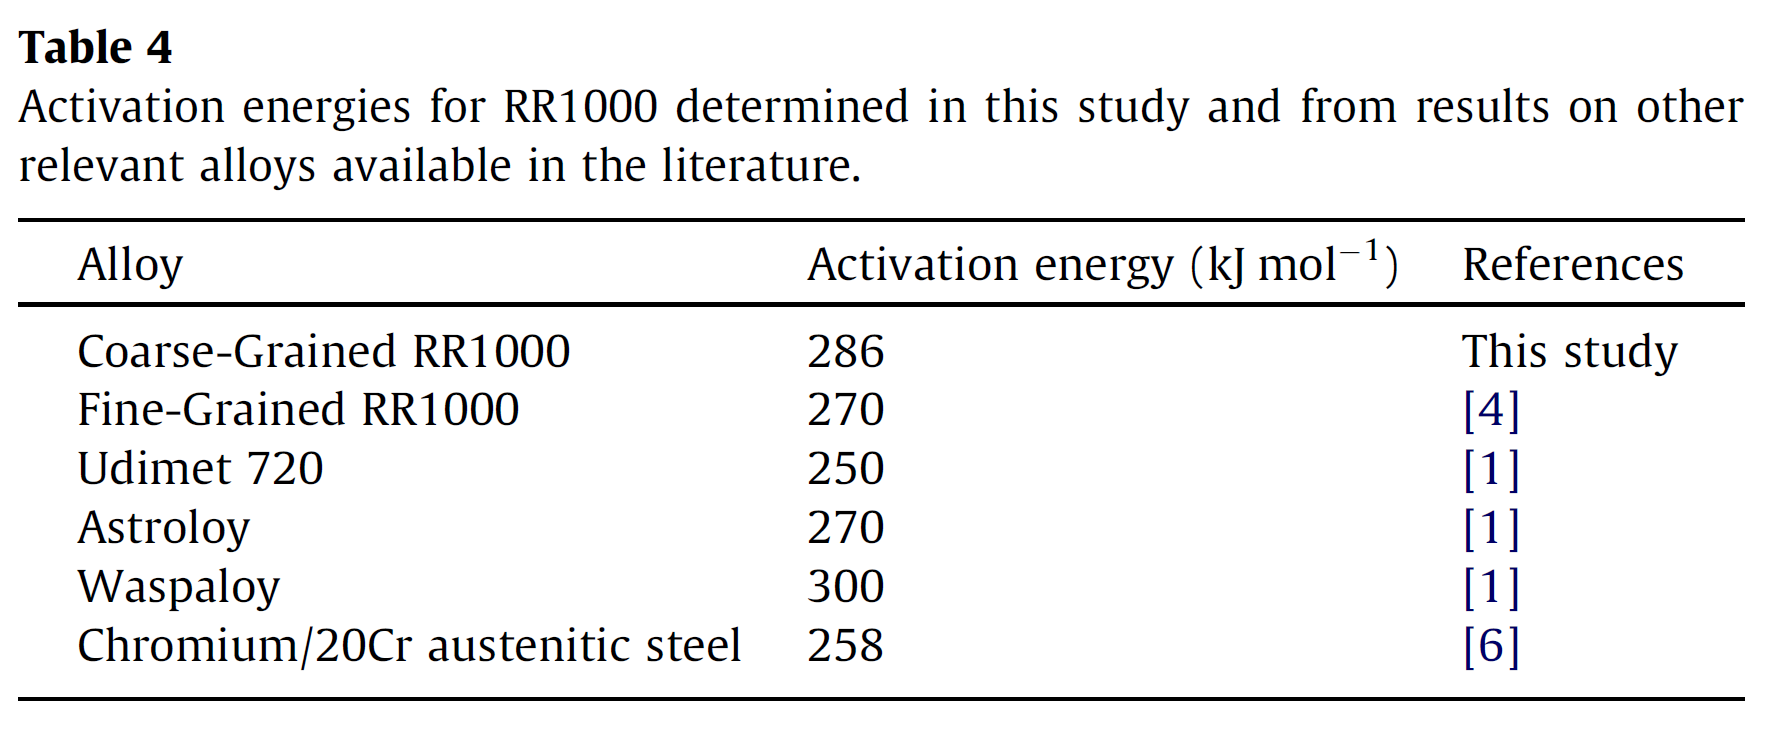 Table 4
Activation energies for RR1000 determined in this study and from results on other
relevant alloys available in the literature.
Alloy Activation energy (kJ mol⁻¹) References
Coarse-Grained RR1000 286 This study
Fine-Grained RR1000 270 [4]
Udimet 720 250 [1]
Astroloy 270 [1]
Waspaloy 300 [1]
Chromium/20Cr austenitic steel 258 [6]